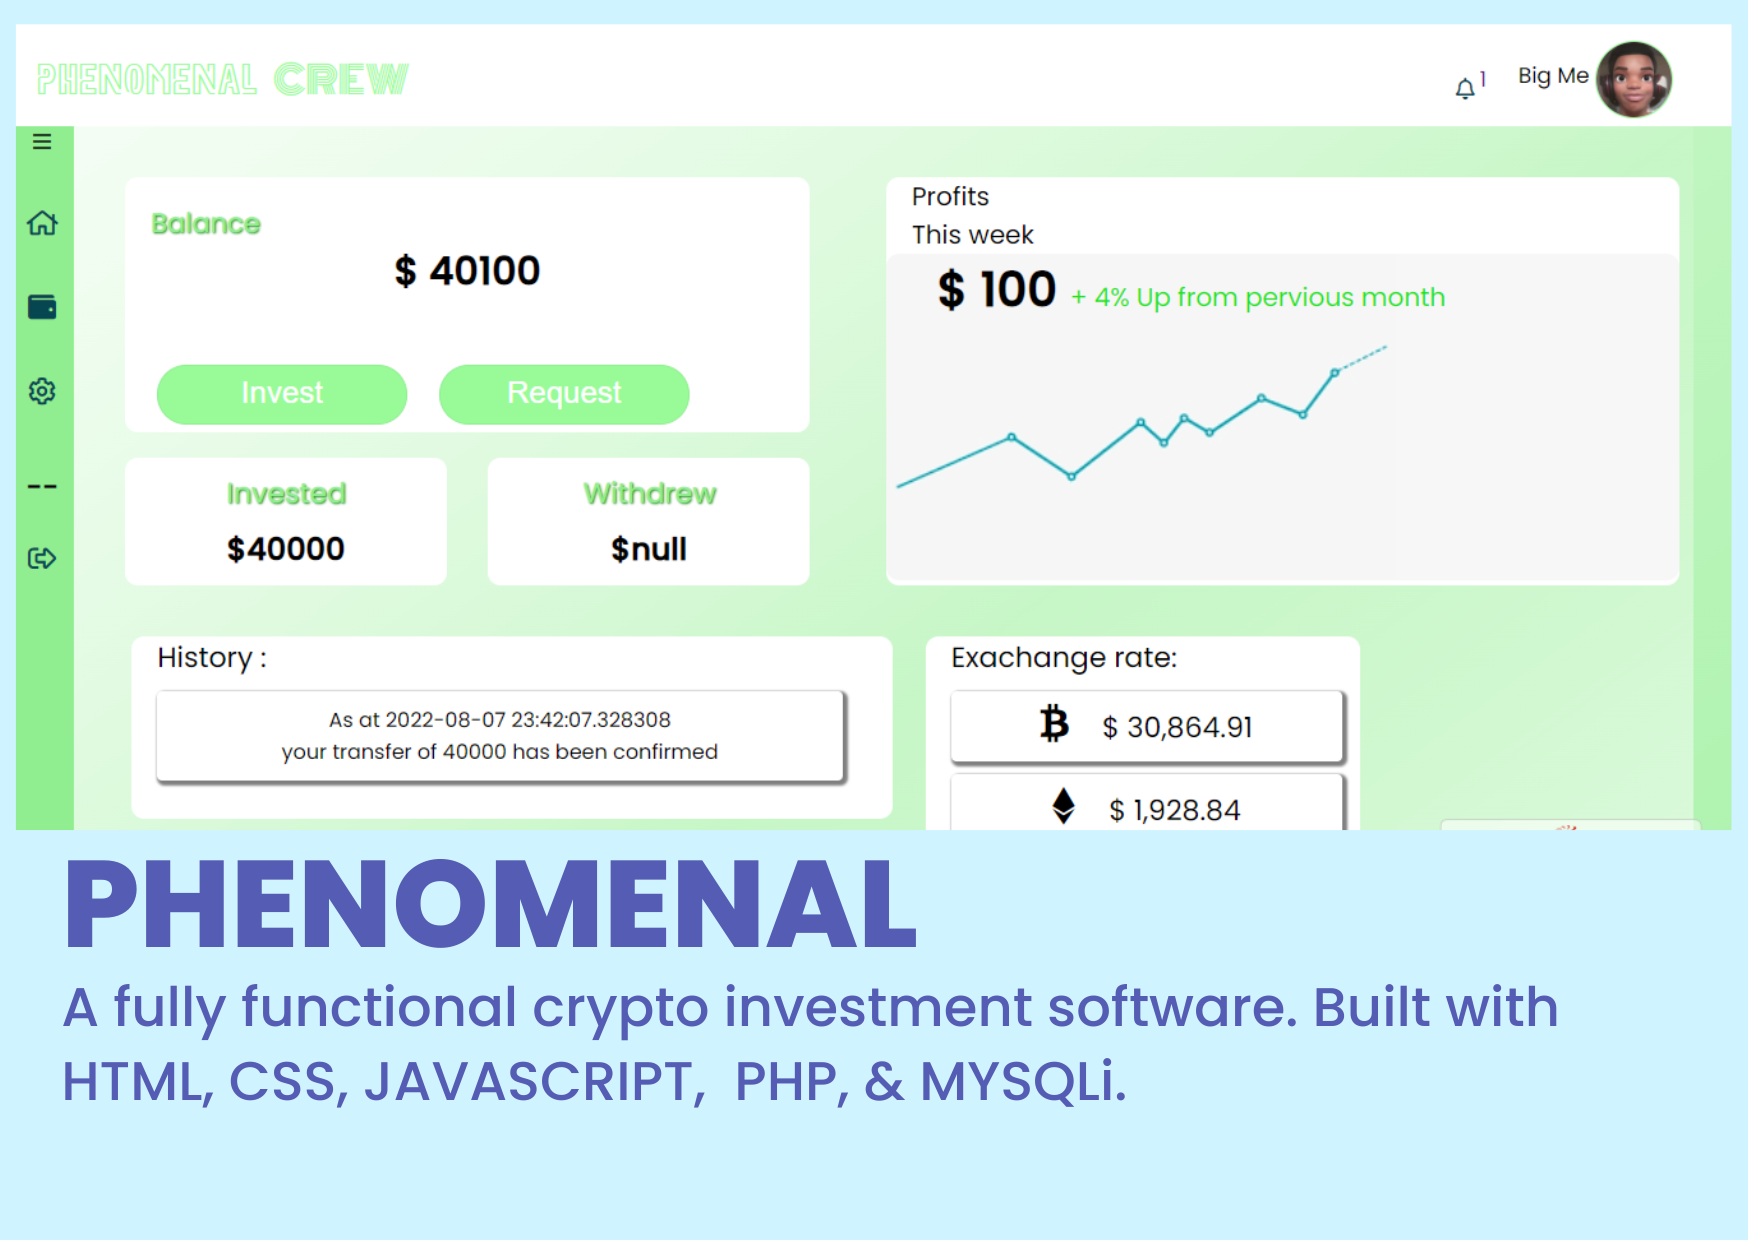 PHENOMENAL CREW
1
Big Me
Balance
$ 40100
Invest
Request
Invested
$40000
Withdrew
$null
Profits
This week
$ 100 + 4% Up from pervious month
History :
As at 2022-08-07 23:42:07.328308
your transfer of 40000 has been confirmed
Exachange rate:
$ 30,864.91
$ 1,928.84
PHENOMENAL
A fully functional crypto investment software. Built with
HTML, CSS, JAVASCRIPT, PHP, & MYSQLi.